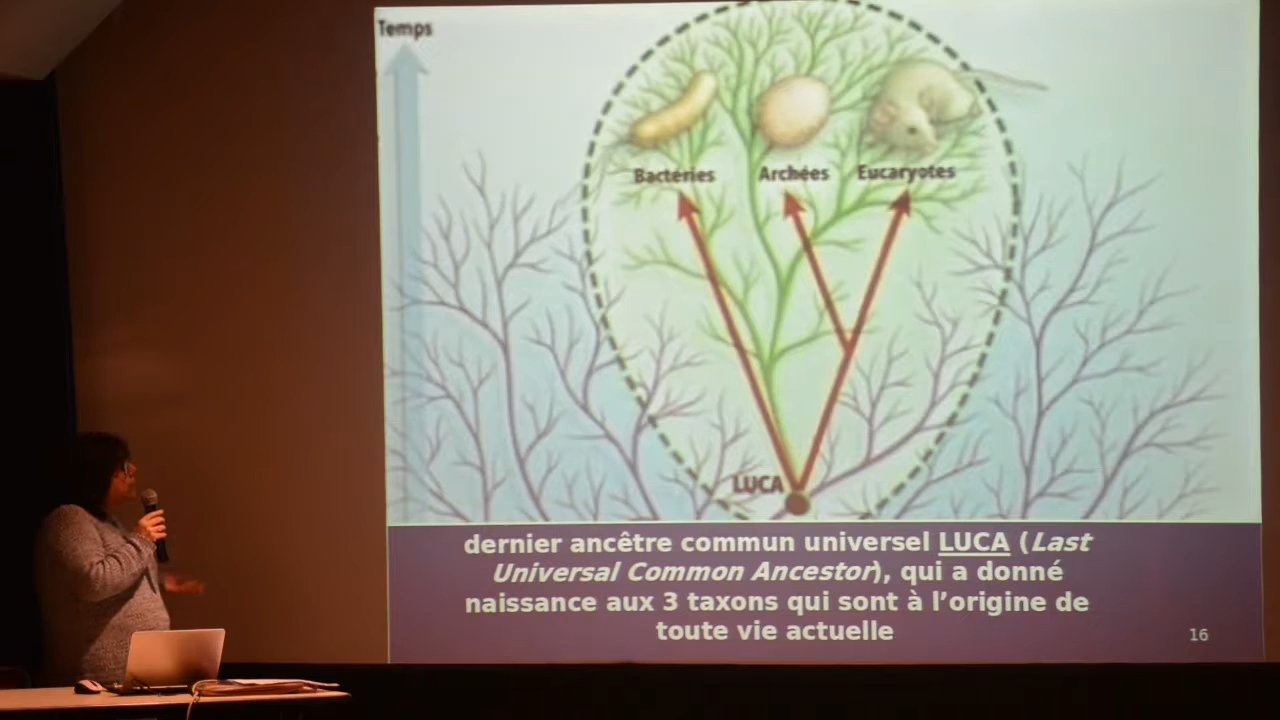 Temps
Bactéries Archées Eucaryotes
LUCA
dernier ancêtre commun universel LUCA (Last
Universal Common Ancestor), qui a donné
naissance aux 3 taxons qui sont à l’origine de
toute vie actuelle
16